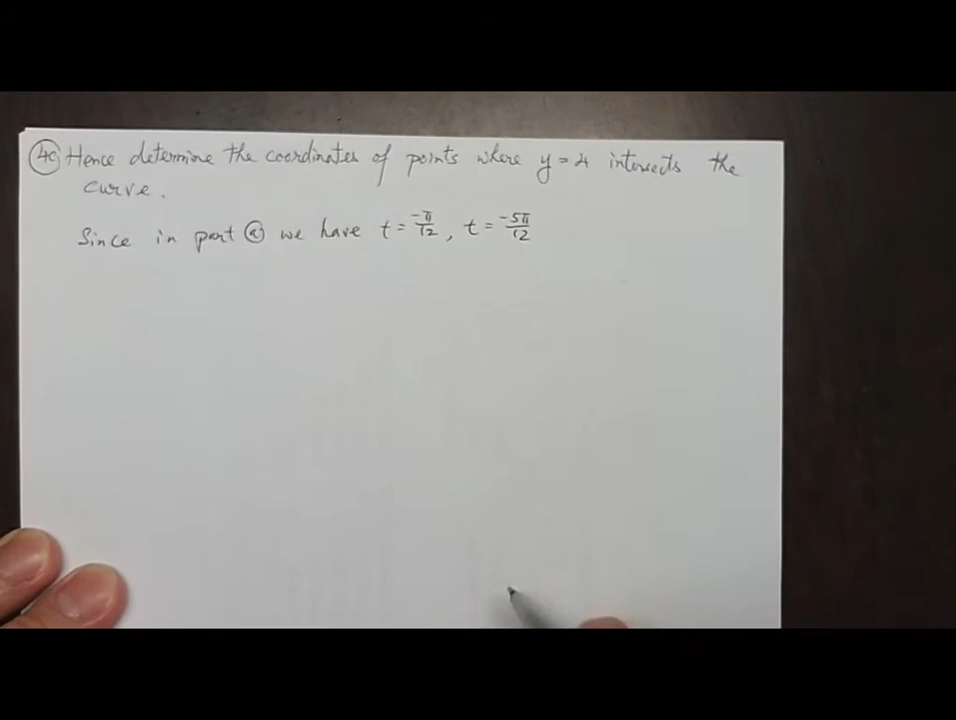 4c Hence determine the coordinates of points where y = 4 intersects the
curve.
Since in part ⓐ we have t = -π/12, t = -5π/12